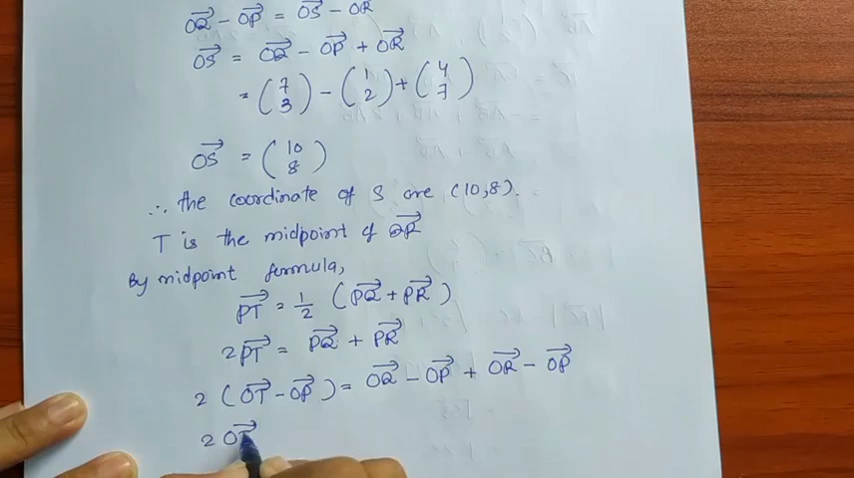 OQ⃗ - OP⃗ = OS⃗ - OR⃗
OS⃗ = OQ⃗ - OP⃗ + OR⃗
= (7 3) - (1 2) + (4 7)
OS⃗ = (10 8)
∴ the coordinate of S are (10,8).
T is the midpoint of QR⃗
By midpoint formula,
PT⃗ = 1/2 (PQ⃗ + PR⃗)
2PT⃗ = PQ⃗ + PR⃗
2 (OT⃗ - OP⃗) = OQ⃗ - OP⃗ + OR⃗ - OP⃗
2 OT⃗